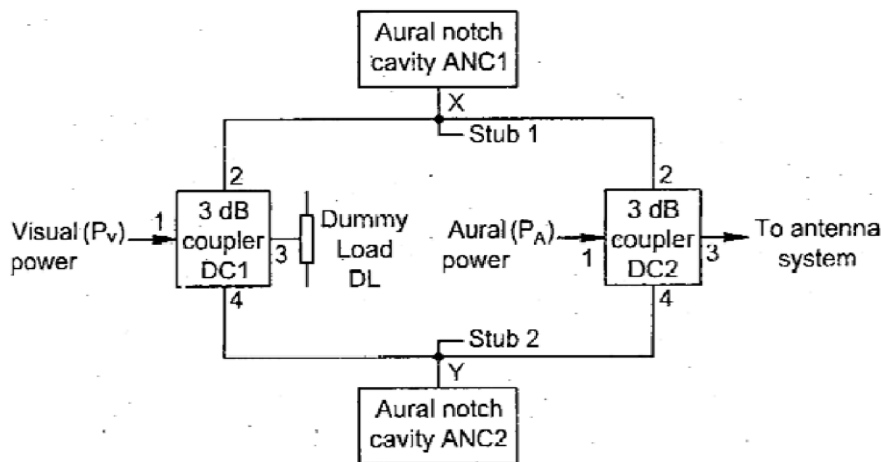 Aural notch
cavity ANC1
X
Stub 1
2
2
Visual (Pv)
power
1
3 dB
coupler
DC1
3
Dummy
Load
DL
Aural (PA)
power
1
3 dB
coupler
DC2
3
To antenna
system
4
4
Stub 2
Y
Aural notch
cavity ANC2